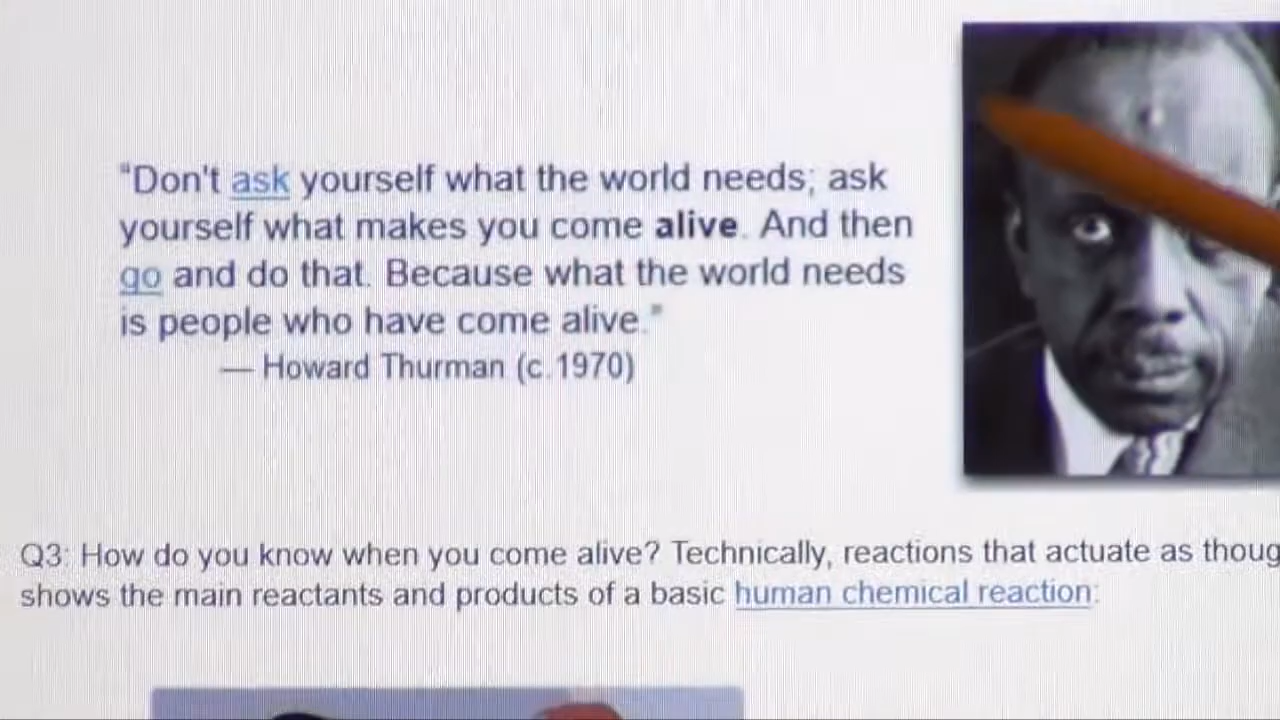 "Don't ask yourself what the world needs; ask
yourself what makes you come alive. And then
go and do that. Because what the world needs
is people who have come alive."
— Howard Thurman (c.1970)
Q3: How do you know when you come alive? Technically, reactions that actuate as
shows the main reactants and products of a basic human chemical reaction: